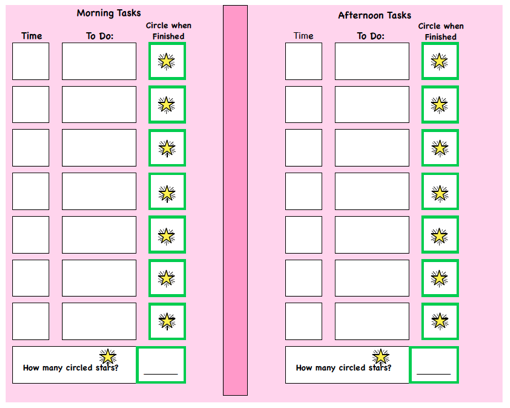 Morning Tasks
Time
To Do:
Circle when
Finished
How many circled stars?
Afternoon Tasks
Time
To Do:
Circle when
Finished
How many circled stars?